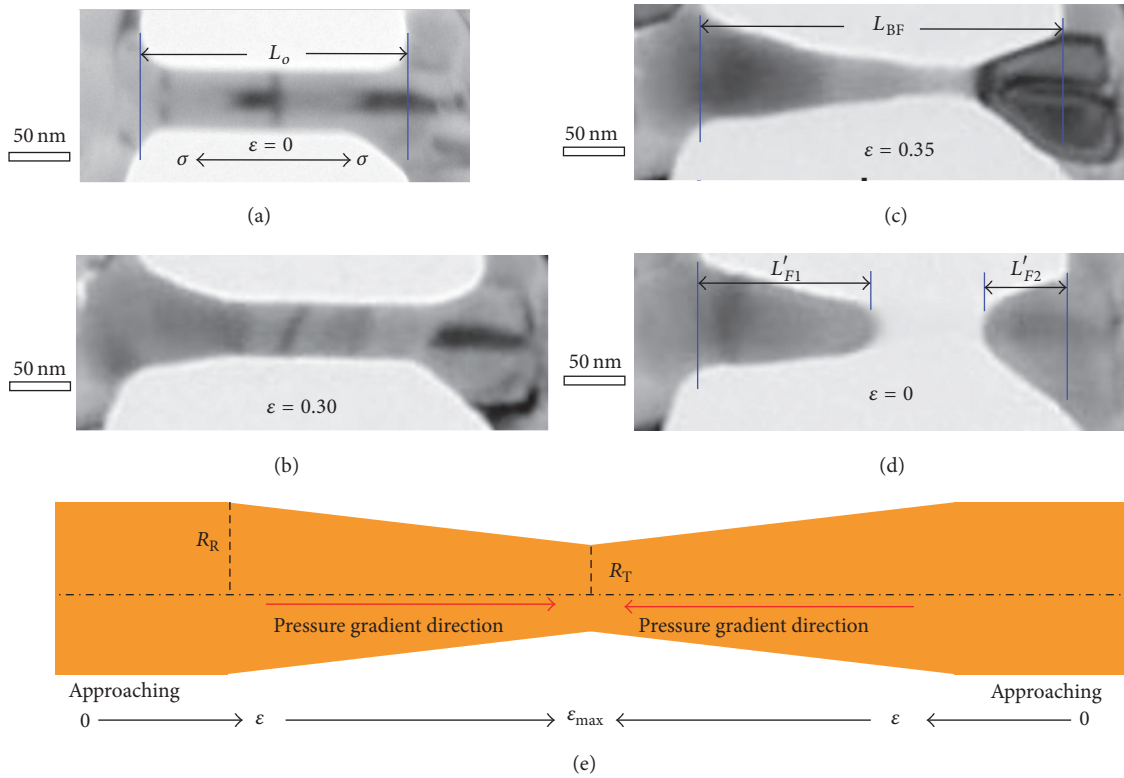 L_o
50 nm
ε = 0
σ σ
(a)
L_BF
50 nm
ε = 0.35
(c)
50 nm
ε = 0.30
(b)
L′_F1 L′_F2
50 nm
ε = 0
(d)
R_R
R_T
Pressure gradient direction Pressure gradient direction
Approaching Approaching
0 ε ε_max ε 0
(e)